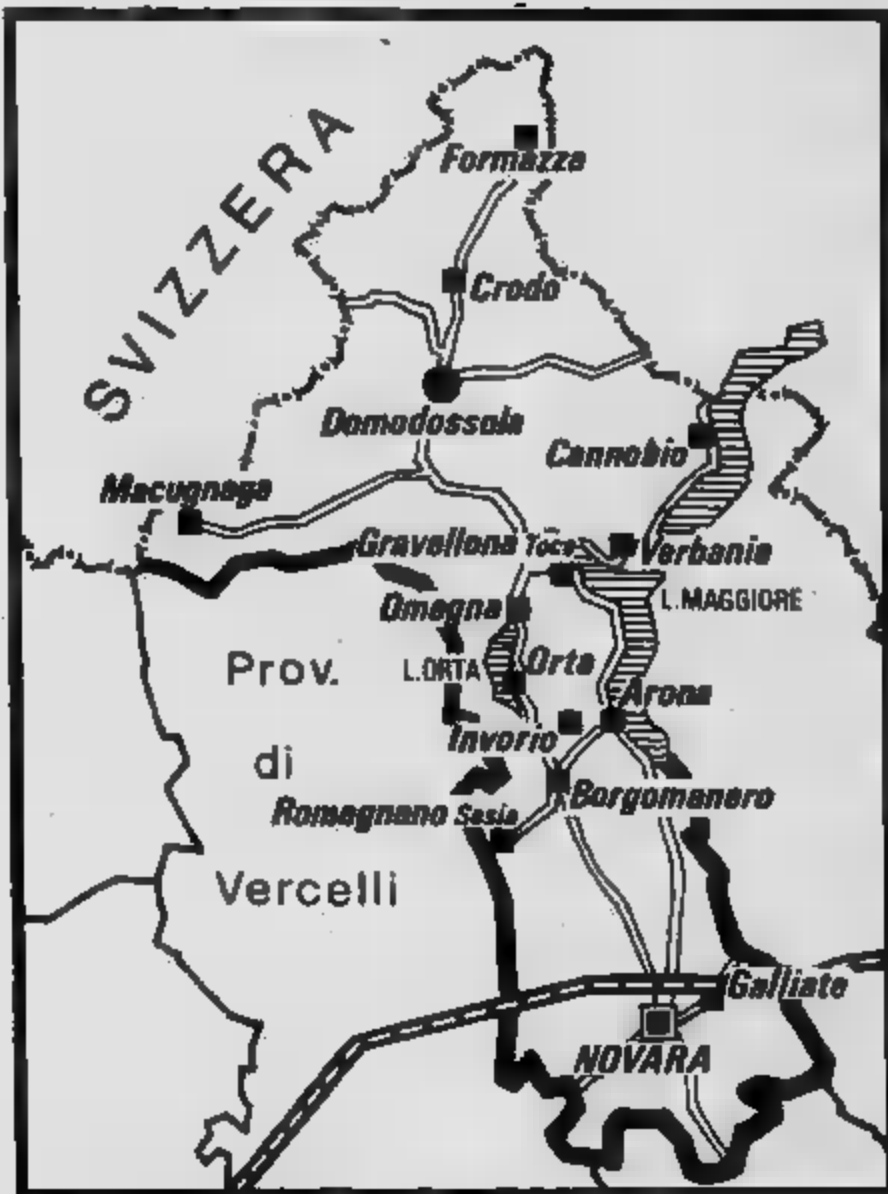 SVIZZERA
Formazza
Crodo
Domodossola
Cannobio
Macugnaga
Gravellona Toce
Verbania
Omegna
L. MAGGIORE
Prov.
di
Vercelli
L. ORTA
Orta
Arona
Invorio
Borgomanero
Romagnano Sesia
Galliate
NOVARA